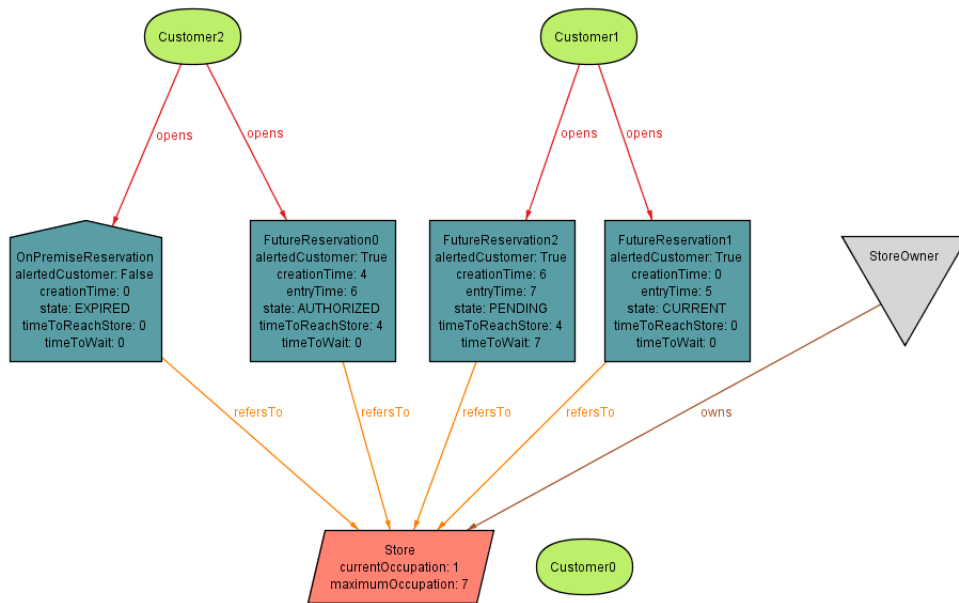 Customer2
Customer1
opens
opens
opens
opens
OnPremiseReservation
alertedCustomer: False
creationTime: 0
state: EXPIRED
timeToReachStore: 0
timeToWait: 0
FutureReservation0
alertedCustomer: True
creationTime: 4
entryTime: 6
state: AUTHORIZED
timeToReachStore: 4
timeToWait: 0
FutureReservation2
alertedCustomer: True
creationTime: 6
entryTime: 7
state: PENDING
timeToReachStore: 4
timeToWait: 7
FutureReservation1
alertedCustomer: True
creationTime: 0
entryTime: 5
state: CURRENT
timeToReachStore: 0
timeToWait: 0
StoreOwner
refersTo
refersTo
refersTo
refersTo
owns
Store
currentOccupation: 1
maximumOccupation: 7
Customer0